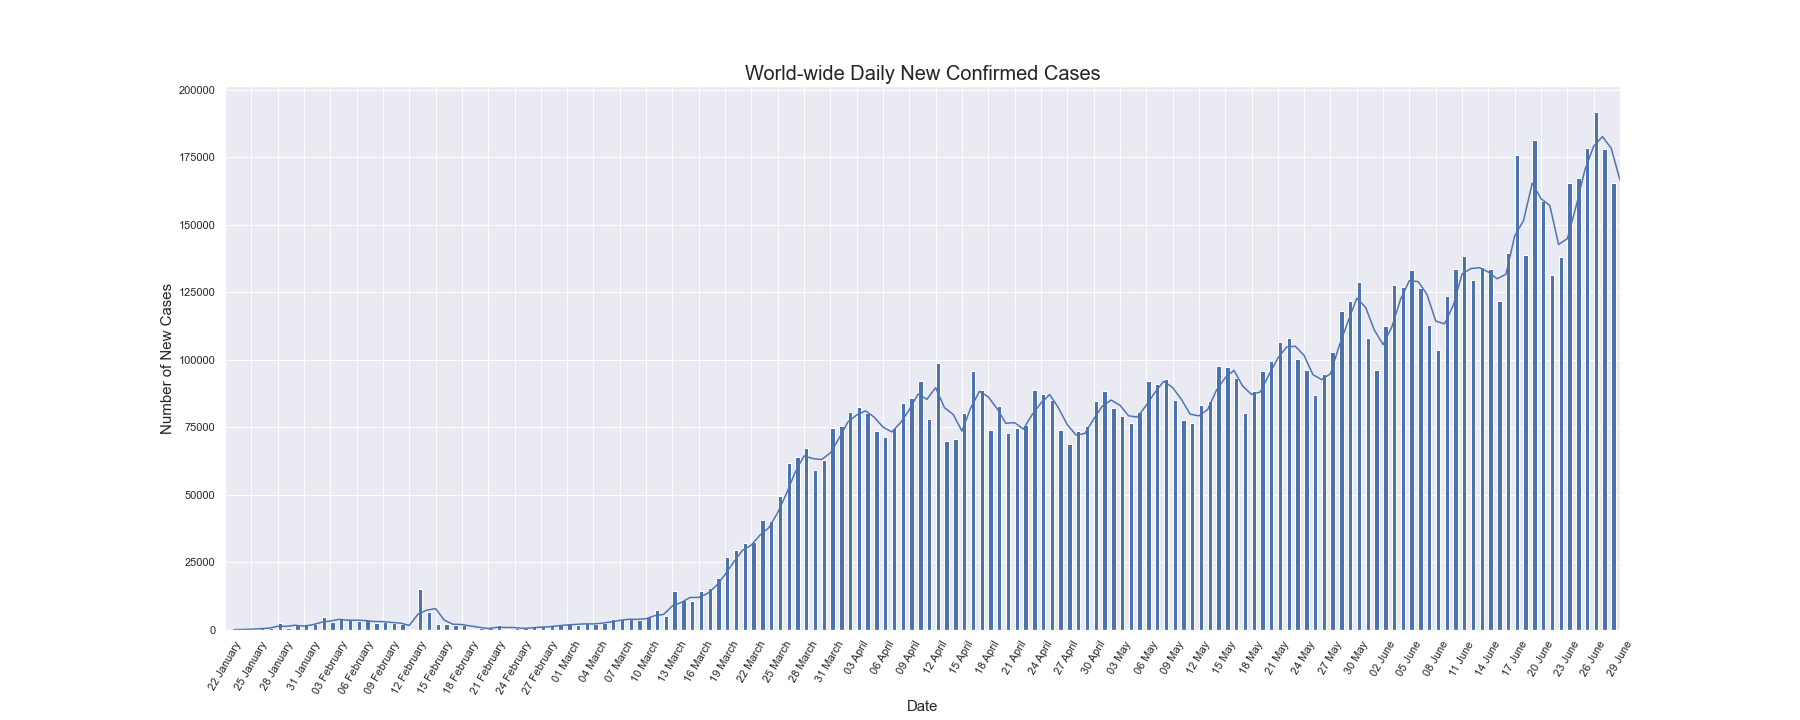 World-wide Daily New Confirmed Cases
200000
175000
150000
125000
100000
75000
50000
25000
0
Number of New Cases
22 January
25 January
28 January
31 January
03 February
06 February
09 February
12 February
15 February
18 February
21 February
24 February
27 February
01 March
04 March
07 March
10 March
13 March
16 March
19 March
22 March
25 March
28 March
31 March
03 April
06 April
09 April
12 April
15 April
18 April
21 April
24 April
27 April
30 April
03 May
06 May
09 May
12 May
15 May
18 May
21 May
24 May
27 May
30 May
02 June
05 June
08 June
11 June
14 June
17 June
20 June
23 June
26 June
29 June
Date